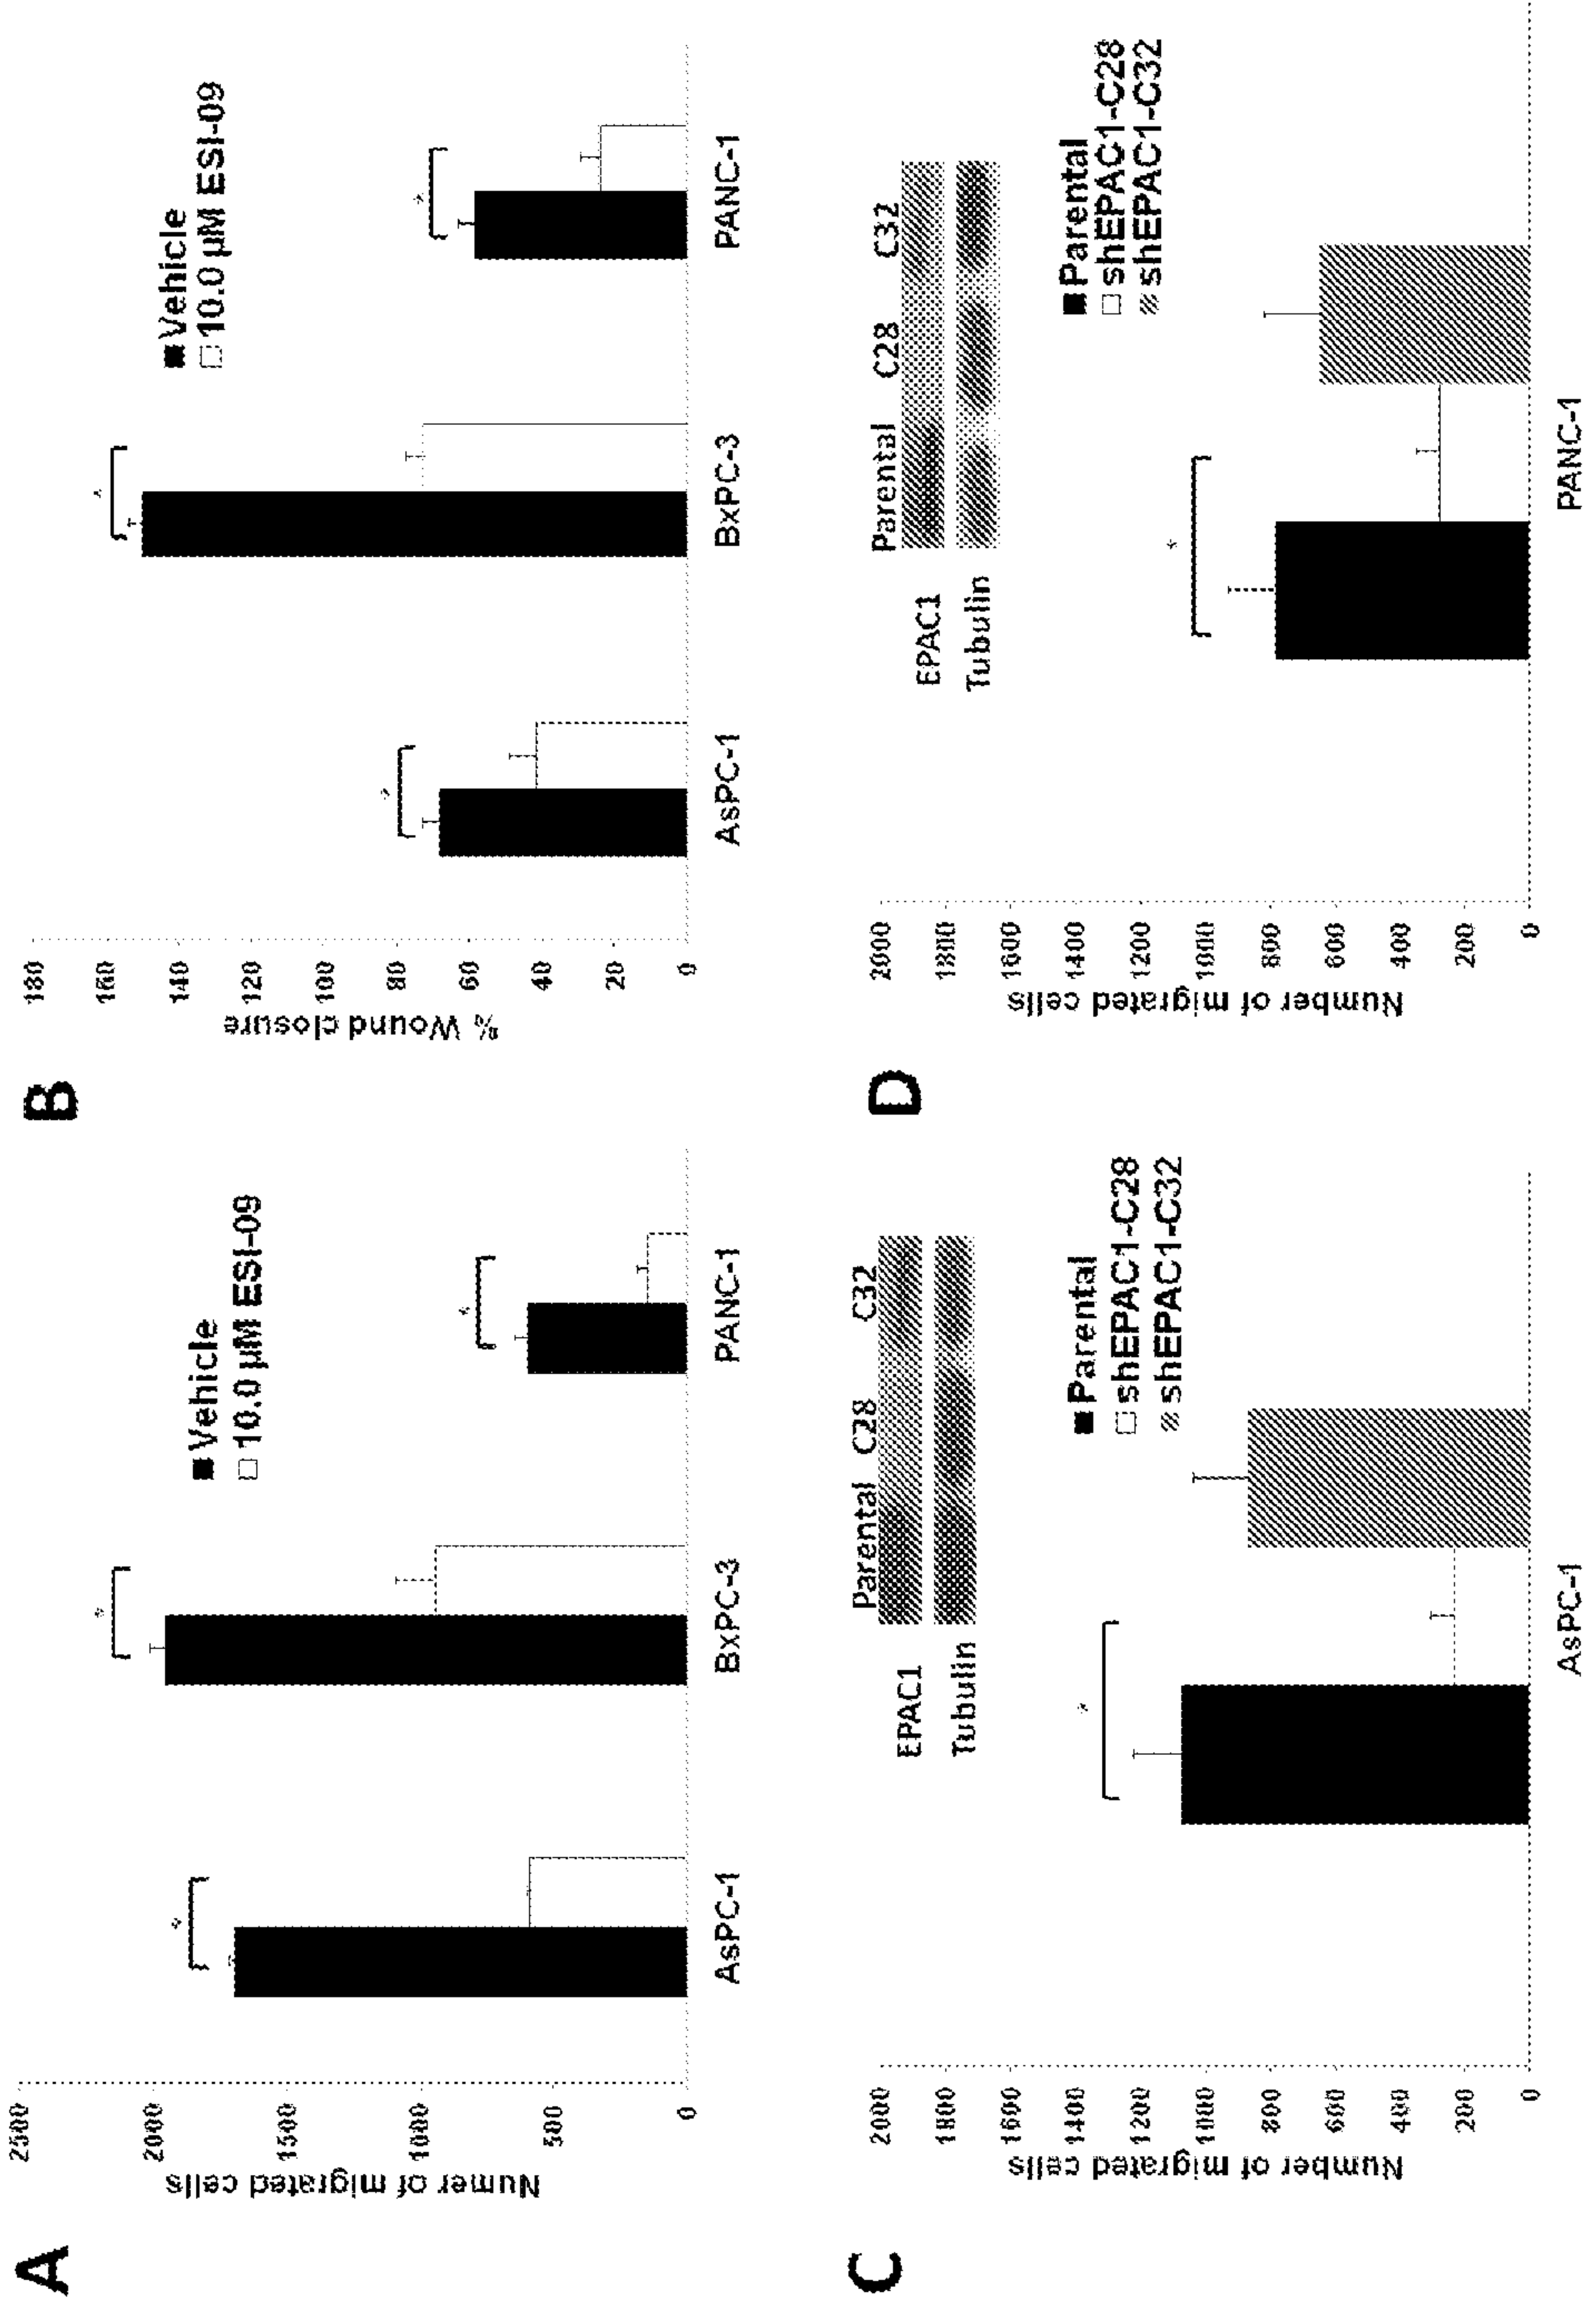 A
Numer of migrated cells
2500
2000
1500
1000
500
0
*
*
*
■ Vehicle
□ 10.0 µM ESI-09
AsPC-1
BxPC-3
PANC-1
B
% Wound closure
180
160
140
120
100
80
60
40
20
0
*
*
*
■ Vehicle
□ 10.0 µM ESI-09
AsPC-1
BxPC-3
PANC-1
C
Number of migrated cells
2000
1800
1600
1400
1200
1000
800
600
400
200
0
Parental C28 C32
EPAC1
Tubulin
*
■ Parental
□ shEPAC1-C28
shEPAC1-C32
AsPC-1
D
Number of migrated cells
2000
1800
1600
1400
1200
1000
800
600
400
200
0
Parental C28 C32
EPAC1
Tubulin
*
■ Parental
□ shEPAC1-C28
shEPAC1-C32
PANC-1